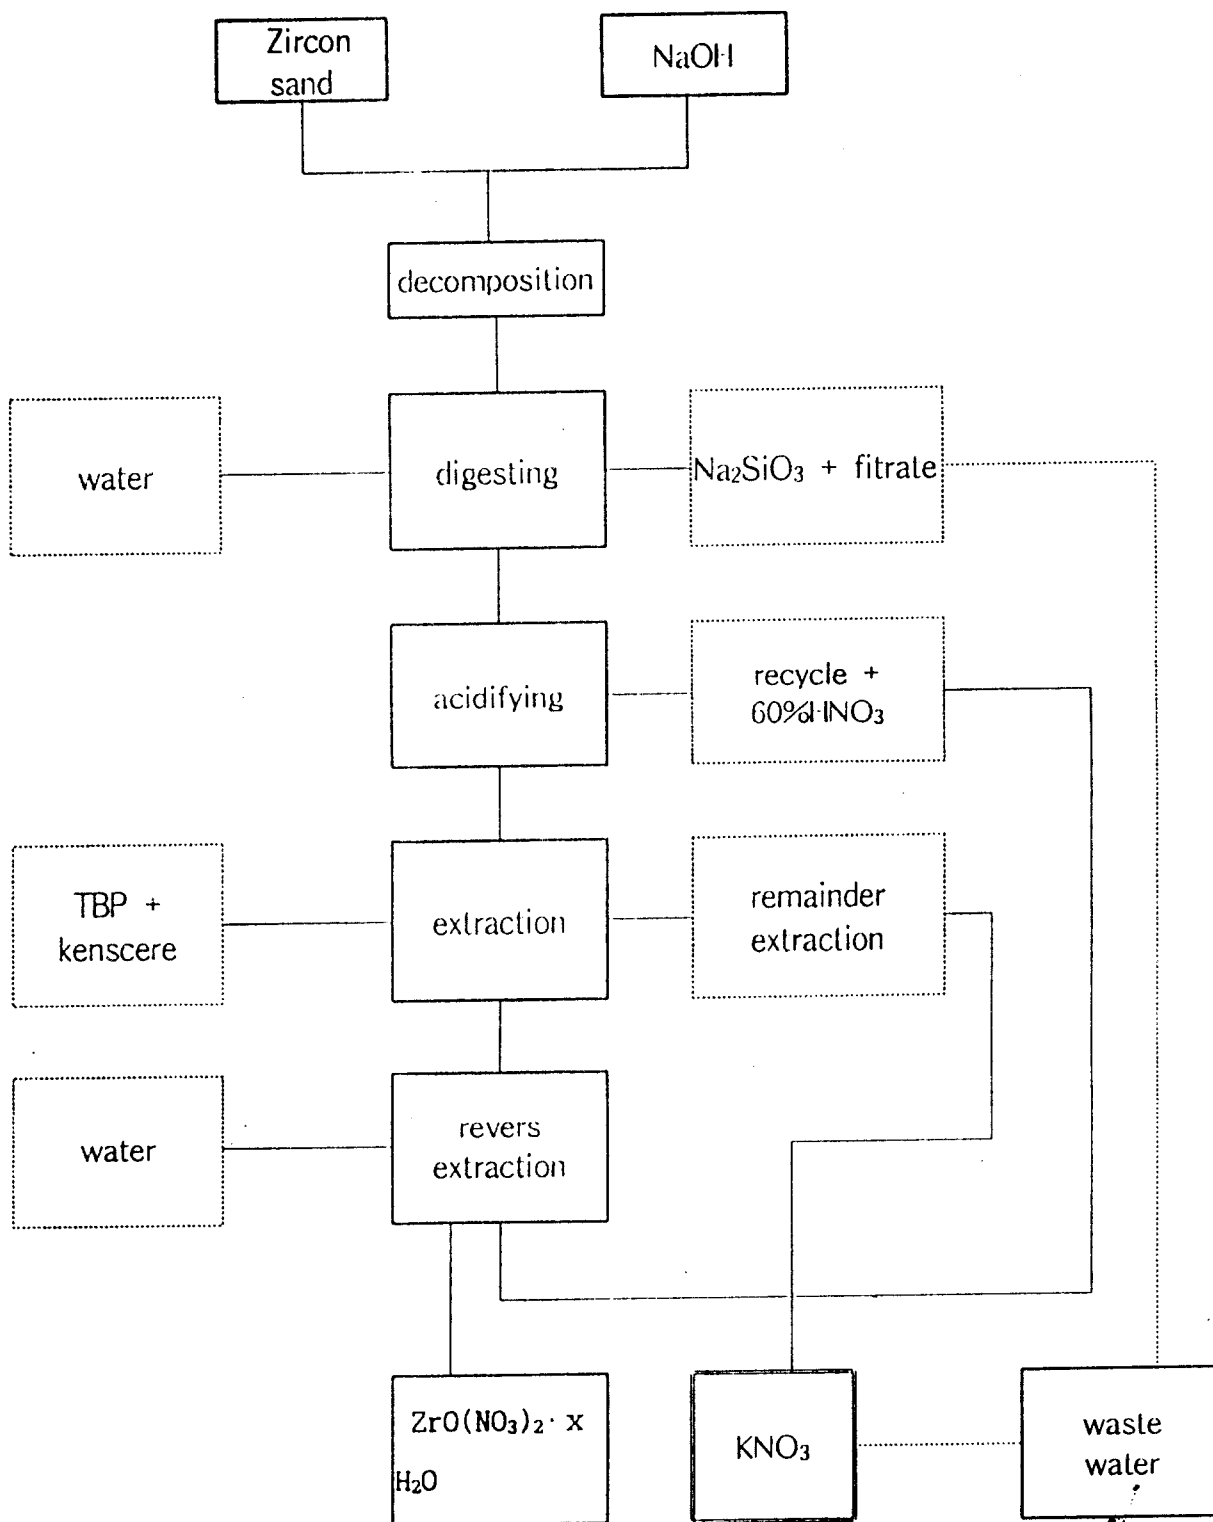 Zircon
sand
NaOH
decomposition
water
digesting
Na₂SiO₃ + fitrate
acidifying
recycle +
60%HNO₃
TBP +
kenscere
extraction
remainder
extraction
water
revers
extraction
ZrO(NO₃)₂· x
H₂O
KNO₃
waste
water